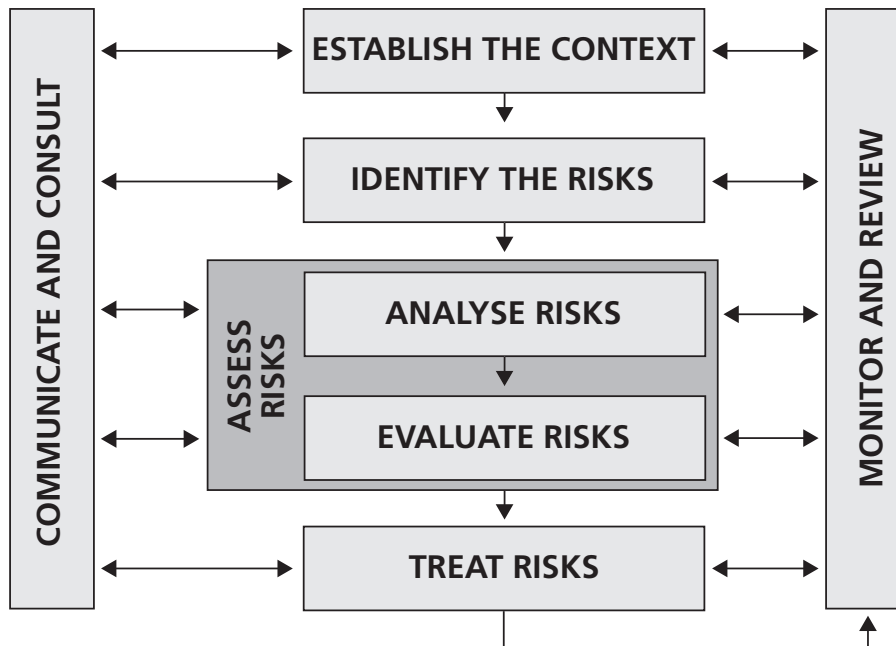 COMMUNICATE AND CONSULT
ESTABLISH THE CONTEXT
IDENTIFY THE RISKS
ASSESS
RISKS
ANALYSE RISKS
EVALUATE RISKS
TREAT RISKS
MONITOR AND REVIEW